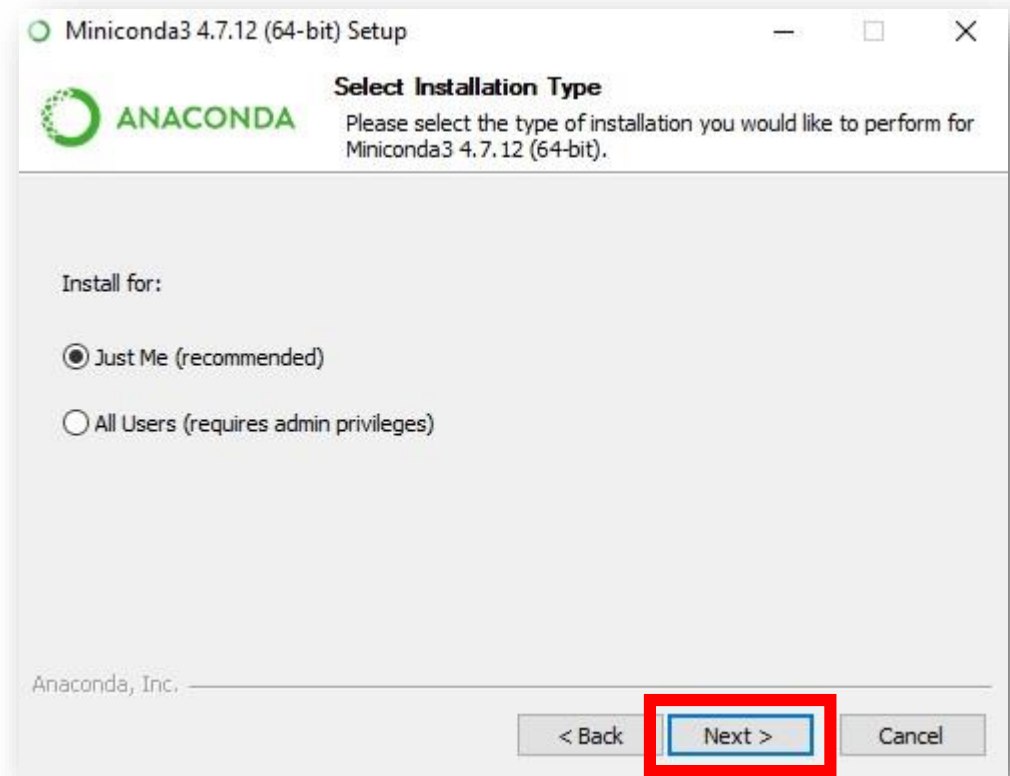 Miniconda3 4.7.12 (64-bit) Setup
ANACONDA
Select Installation Type
Please select the type of installation you would like to perform for
Miniconda3 4.7.12 (64-bit).
Install for:
Just Me (recommended)
All Users (requires admin privileges)
Anaconda, Inc.
< Back Next > Cancel